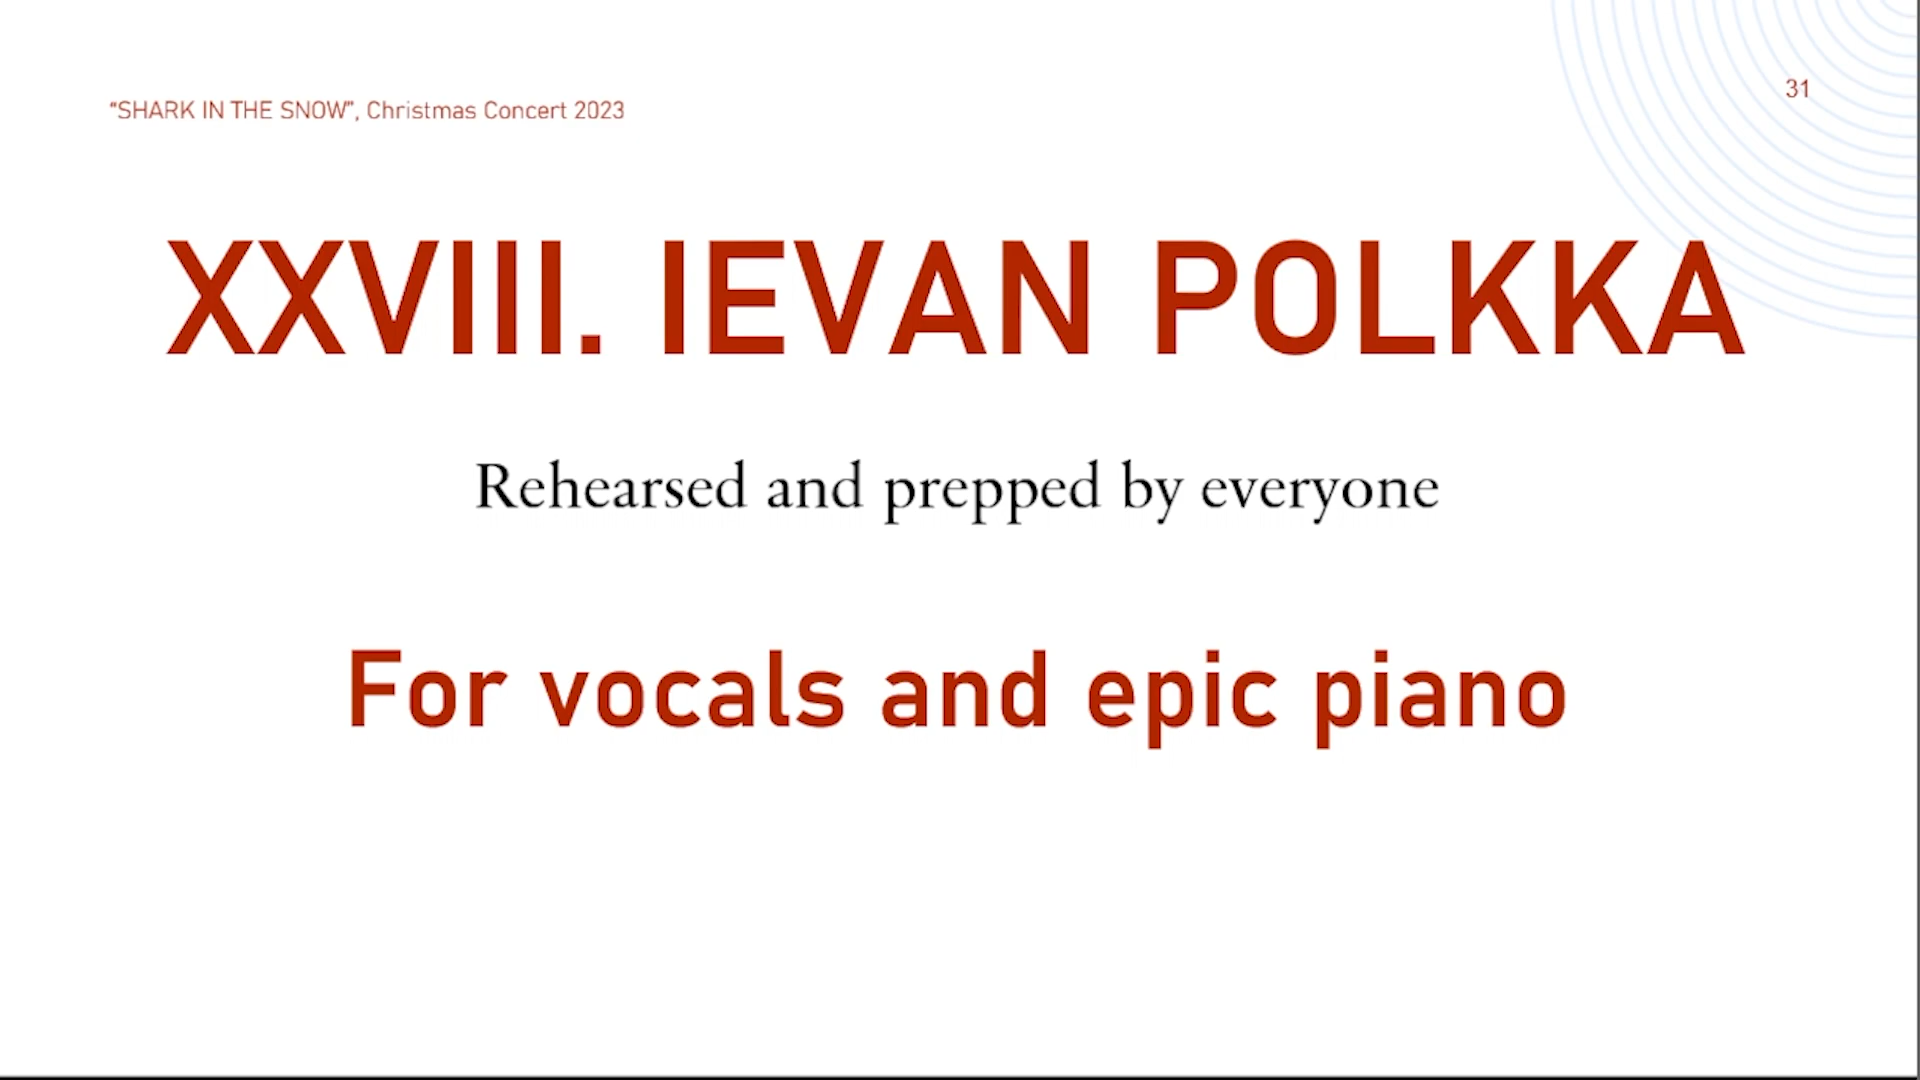 “SHARK IN THE SNOW”, Christmas Concert 2023
31
XXVIII. IEVAN POLKKA
Rehearsed and prepped by everyone
For vocals and epic piano